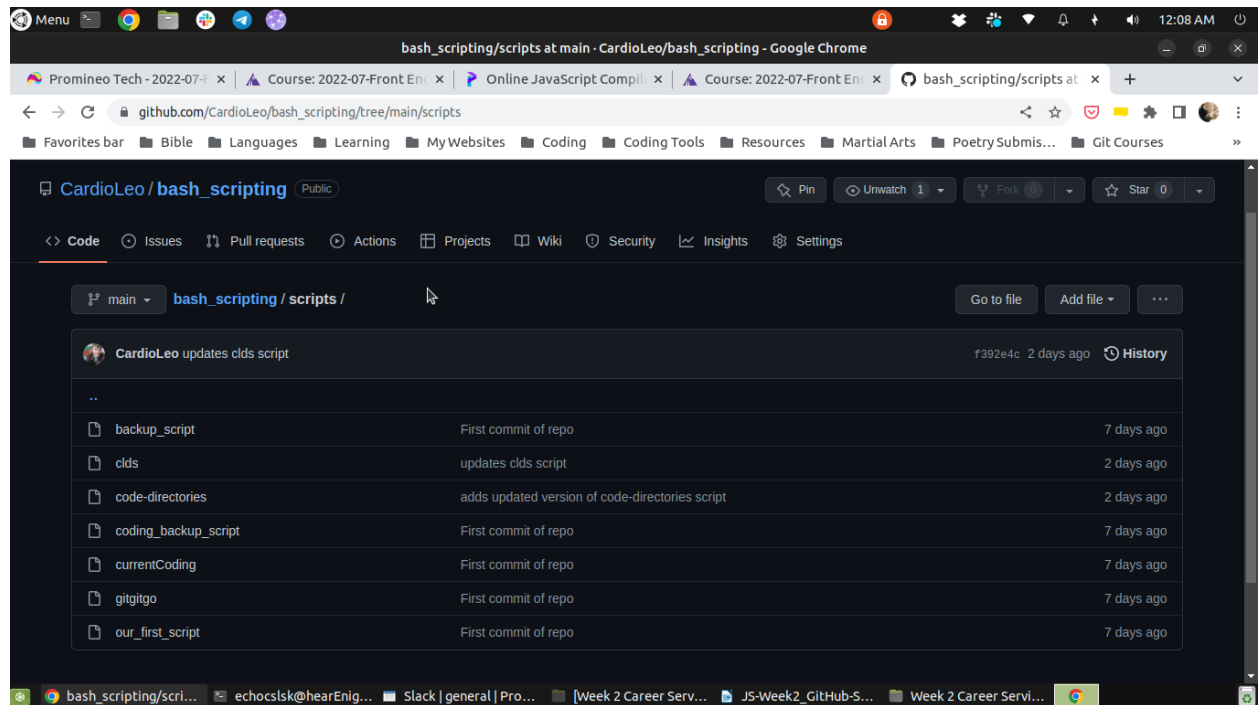 Menu 12:08 AM
bash_scripting/scripts at main · CardioLeo/bash_scripting - Google Chrome
Promineo Tech - 2022-07-F Course: 2022-07-Front En Online JavaScript Compil Course: 2022-07-Front En bash_scripting/scripts at
github.com/CardioLeo/bash_scripting/tree/main/scripts
Favorites bar Bible Languages Learning My Websites Coding Coding Tools Resources Martial Arts Poetry Submis... Git Courses »
CardioLeo / bash_scripting Public Pin Unwatch 1 Fork 0 Star 0
<> Code Issues Pull requests Actions Projects Wiki Security Insights Settings
main bash_scripting / scripts / Go to file Add file ...
CardioLeo updates clds script f392e4c 2 days ago History
..
backup_script First commit of repo 7 days ago
clds updates clds script 2 days ago
code-directories adds updated version of code-directories script 2 days ago
coding_backup_script First commit of repo 7 days ago
currentCoding First commit of repo 7 days ago
gitgitgo First commit of repo 7 days ago
our_first_script First commit of repo 7 days ago
bash_scripting/scri... echocslsk@hearEnig... Slack | general | Pro... [Week 2 Career Serv... JS-Week2_GitHub-S... Week 2 Career Servi...